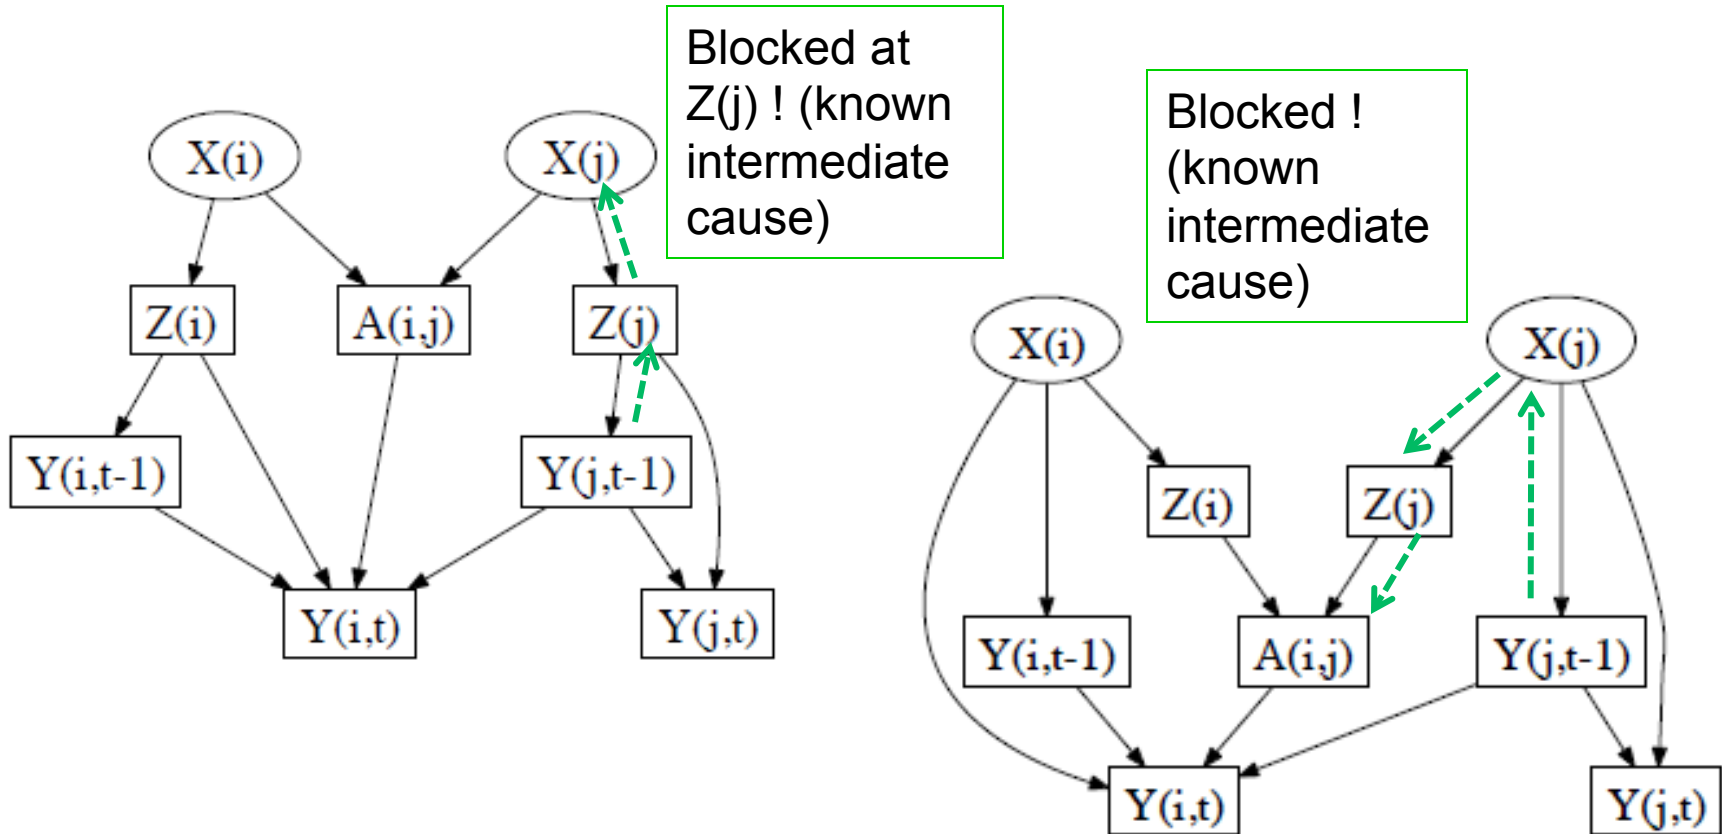 Blocked at
Z(j) ! (known
intermediate
cause)
X(i)
X(j)
Z(i)
A(i,j)
Z(j)
Y(i,t-1)
Y(j,t-1)
Y(i,t)
Y(j,t)
Blocked !
(known
intermediate
cause)
X(i)
X(j)
Z(i)
Z(j)
Y(i,t-1)
A(i,j)
Y(j,t-1)
Y(i,t)
Y(j,t)